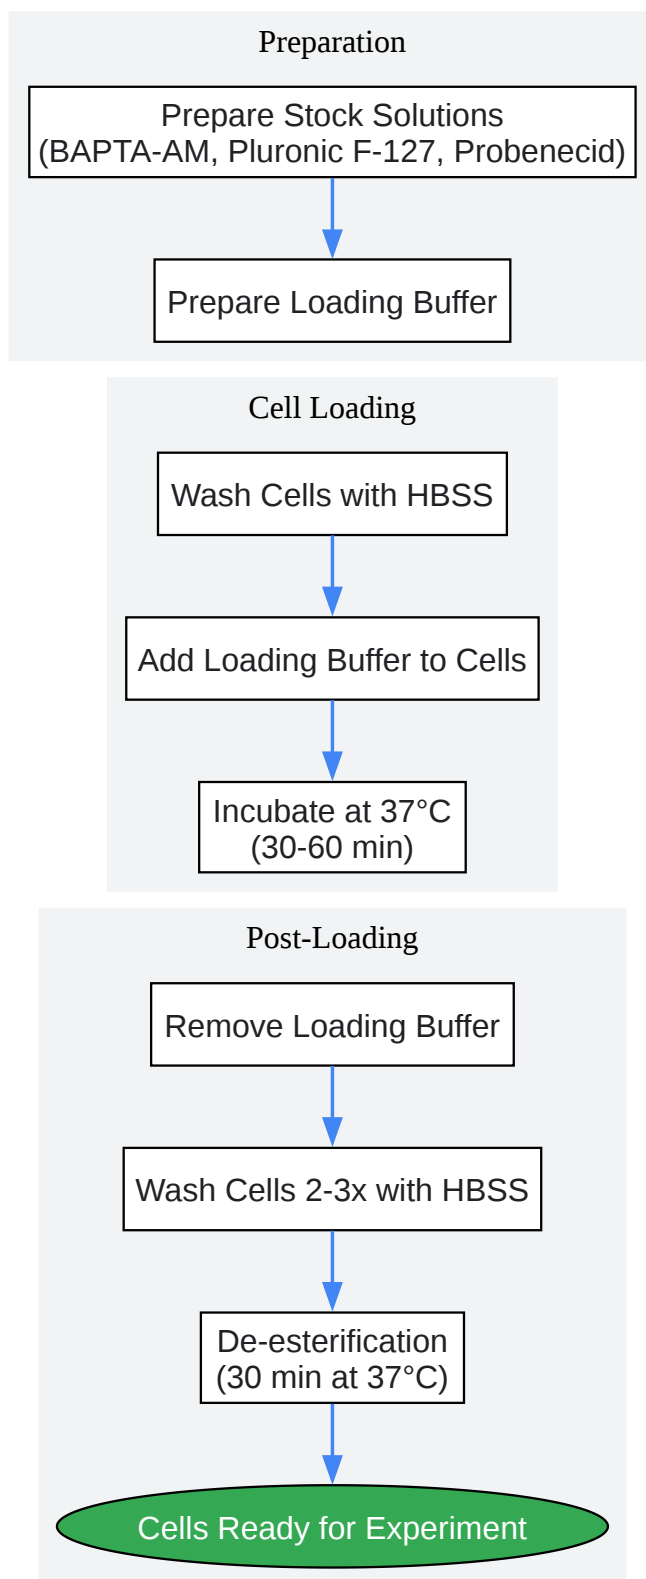 Preparation
Prepare Stock Solutions
(BAPTA-AM, Pluronic F-127, Probenecid)
Prepare Loading Buffer
Cell Loading
Wash Cells with HBSS
Add Loading Buffer to Cells
Incubate at 37°C
(30-60 min)
Post-Loading
Remove Loading Buffer
Wash Cells 2-3x with HBSS
De-esterification
(30 min at 37°C)
Cells Ready for Experiment